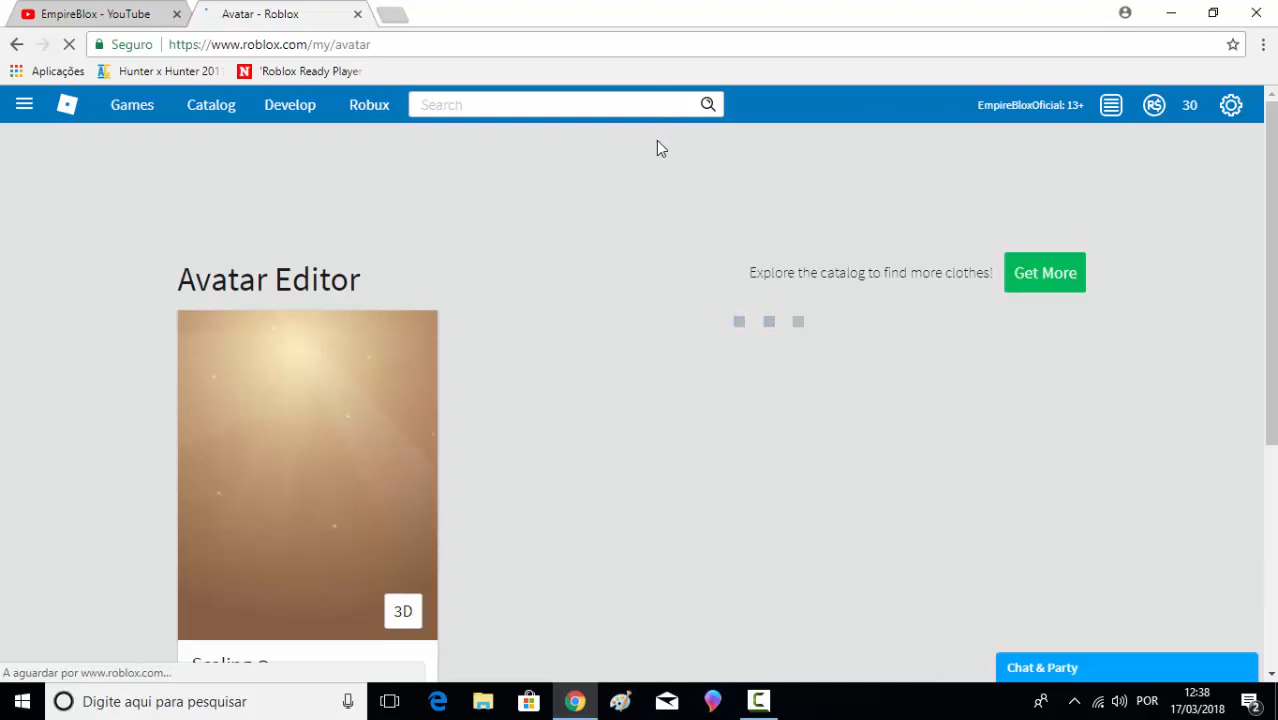 EmpireBlox - YouTube
Avatar - Roblox
Seguro
https://www.roblox.com/my/avatar
Aplicações
Hunter x Hunter 201
'Roblox Ready Player
Games
Catalog
Develop
Robux
Search
EmpireBloxOficial: 13+
R$
30
Avatar Editor
Explore the catalog to find more clothes!
Get More
3D
Scaling
A aguardar por www.roblox.com...
Chat & Party
Digite aqui para pesquisar
POR
12:38
17/03/2018
2